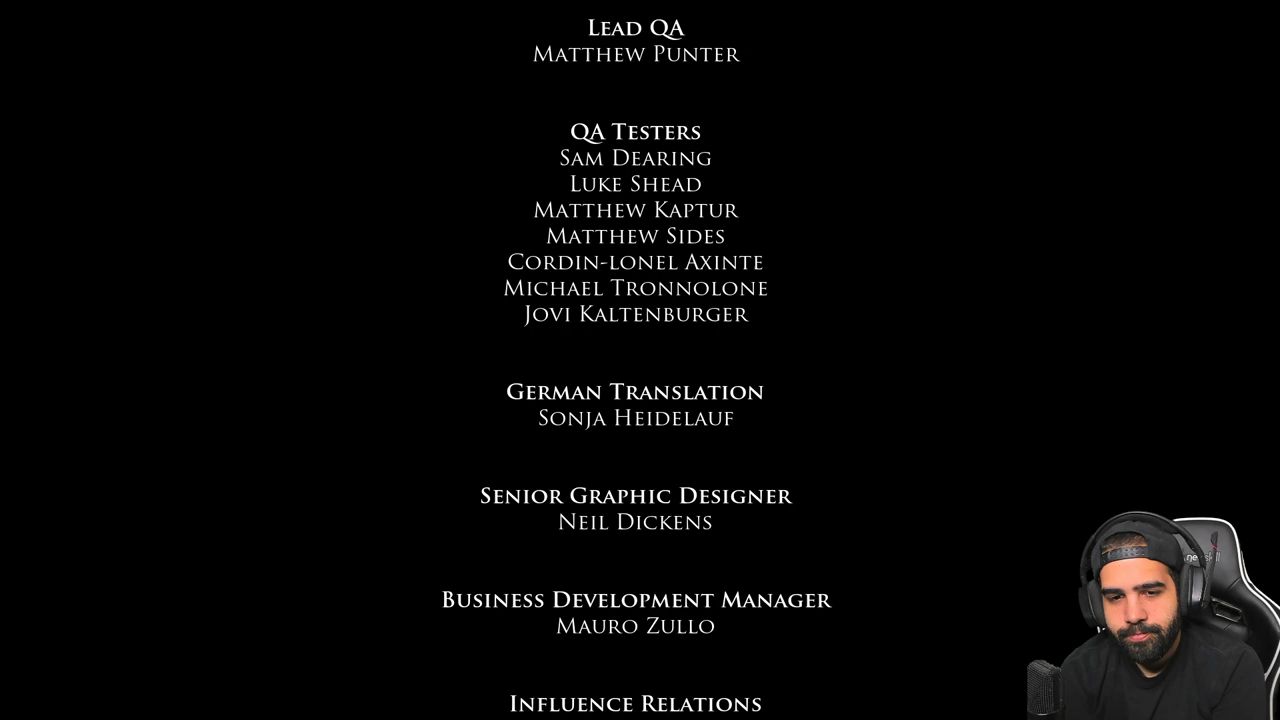 Lead QA
Matthew Punter
QA Testers
Sam Dearing
Luke Shead
Matthew Kaptur
Matthew Sides
Cordin-lonel Axinte
Michael Tronnolone
Jovi Kaltenburger
German Translation
Sonja Heidelauf
Senior Graphic Designer
Neil Dickens
Business Development Manager
Mauro Zullo
Influence Relations